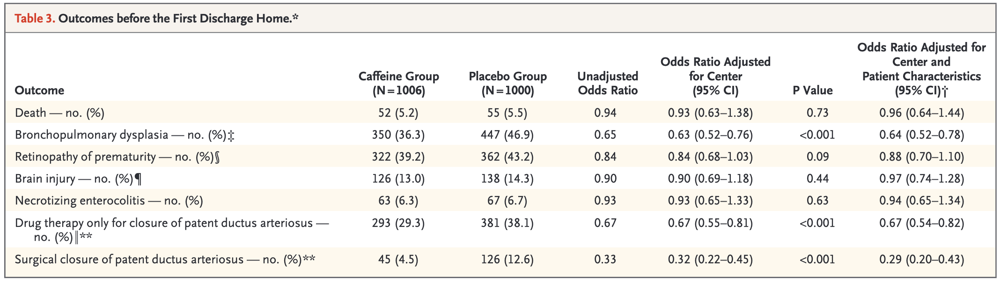 Table 3. Outcomes before the First Discharge Home.*
Outcome | Caffeine Group (N=1006) | Placebo Group (N=1000) | Unadjusted Odds Ratio | Odds Ratio Adjusted for Center (95% CI) | P Value | Odds Ratio Adjusted for Center and Patient Characteristics (95% CI)†
Death — no. (%) | 52 (5.2) | 55 (5.5) | 0.94 | 0.93 (0.63–1.38) | 0.73 | 0.96 (0.64–1.44)
Bronchopulmonary dysplasia — no. (%)‡ | 350 (36.3) | 447 (46.9) | 0.65 | 0.63 (0.52–0.76) | <0.001 | 0.64 (0.52–0.78)
Retinopathy of prematurity — no. (%)§ | 322 (39.2) | 362 (43.2) | 0.84 | 0.84 (0.68–1.03) | 0.09 | 0.88 (0.70–1.10)
Brain injury — no. (%)¶ | 126 (13.0) | 138 (14.3) | 0.90 | 0.90 (0.69–1.18) | 0.44 | 0.97 (0.74–1.28)
Necrotizing enterocolitis — no. (%) | 63 (6.3) | 67 (6.7) | 0.93 | 0.93 (0.65–1.33) | 0.63 | 0.94 (0.65–1.34)
Drug therapy only for closure of patent ductus arteriosus — | 293 (29.3) | 381 (38.1) | 0.67 | 0.67 (0.55–0.81) | <0.001 | 0.67 (0.54–0.82)
no. (%)‖**
Surgical closure of patent ductus arteriosus — no. (%)** | 45 (4.5) | 126 (12.6) | 0.33 | 0.32 (0.22–0.45) | <0.001 | 0.29 (0.20–0.43)